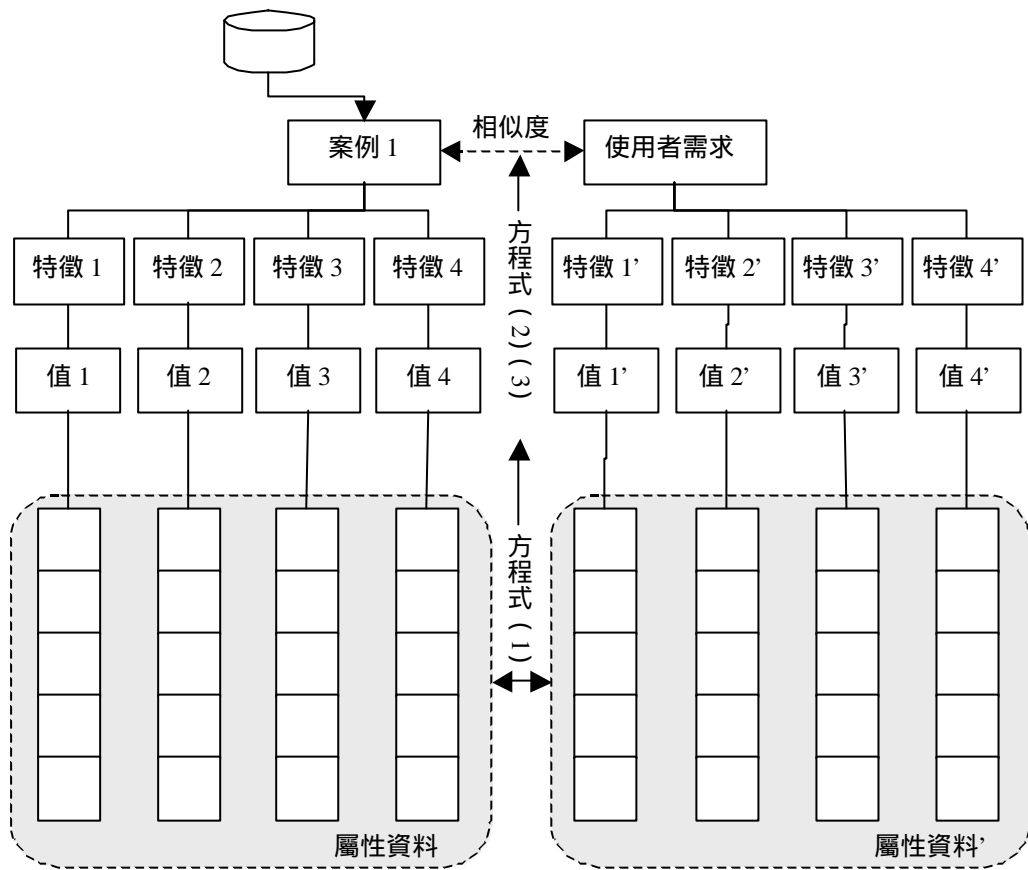 相似度
案例 1
使用者需求
特徵 1
特徵 2
特徵 3
特徵 4
方程式 (2) (3)
特徵 1’
特徵 2’
特徵 3’
特徵 4’
值 1
值 2
值 3
值 4
值 1’
值 2’
值 3’
值 4’
方程式 (1)
屬性資料
屬性資料’